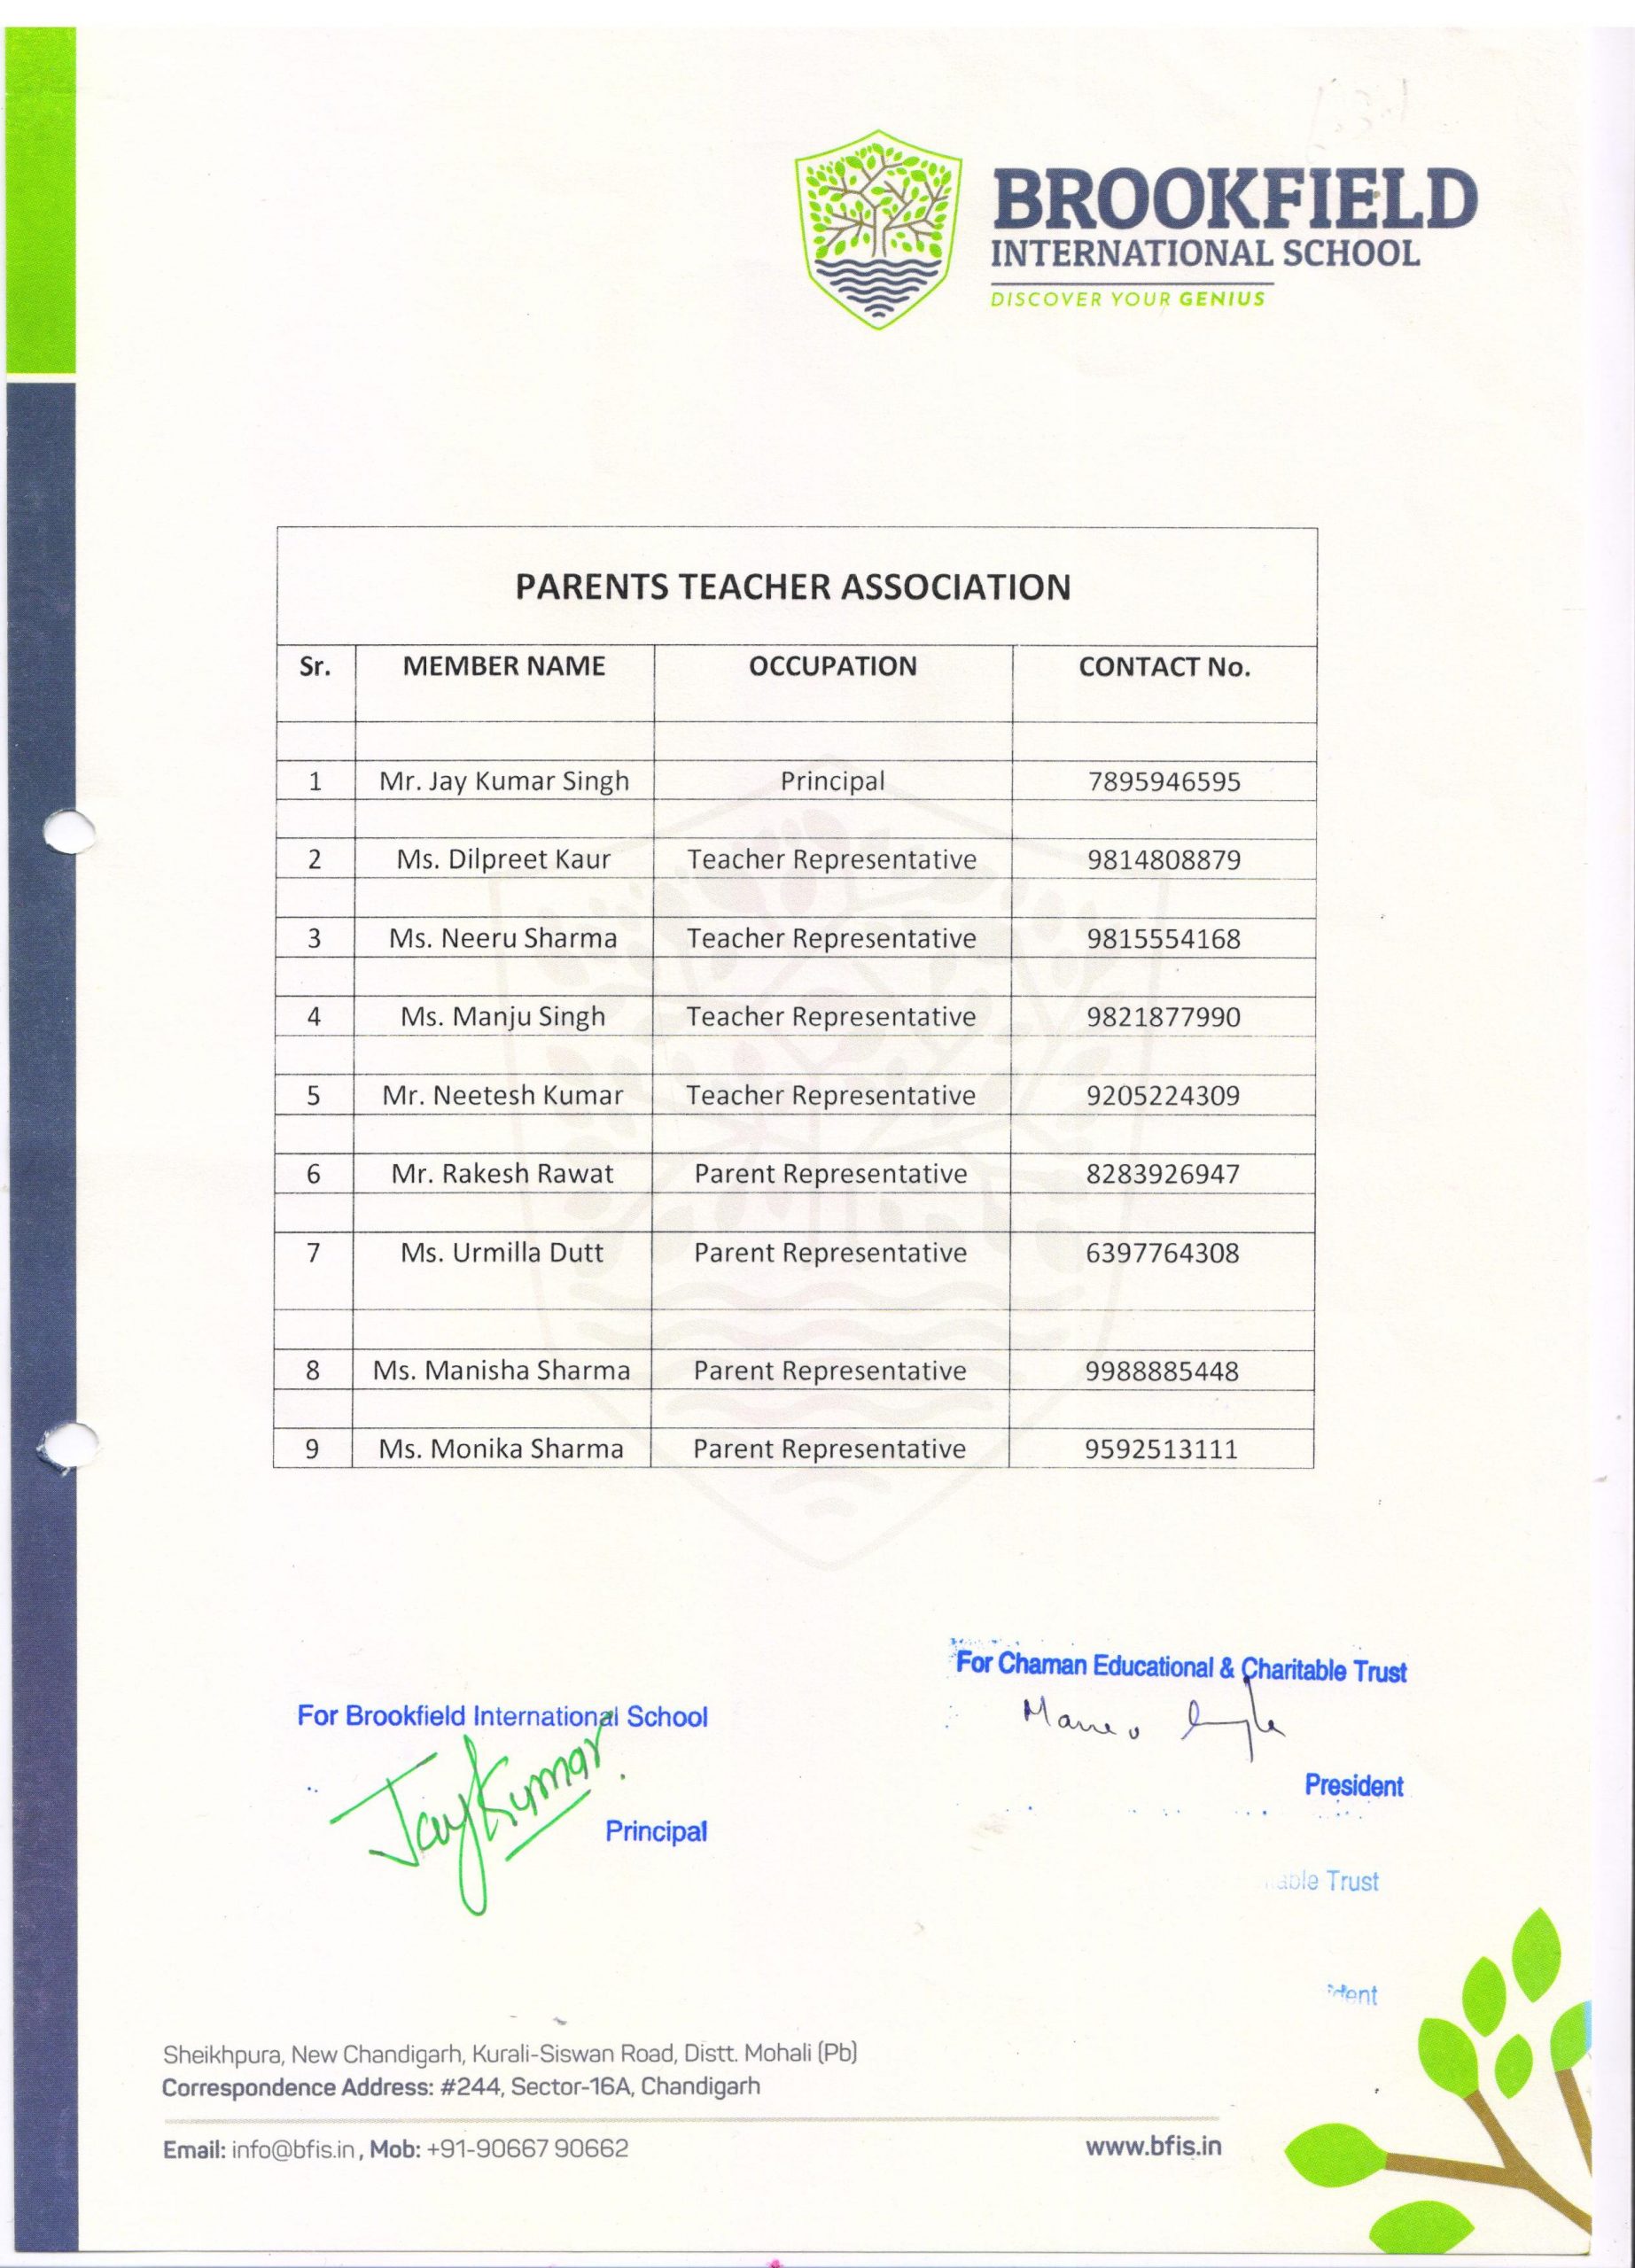 BROOKFIELD
INTERNATIONAL SCHOOL
DISCOVER YOUR GENIUS
PARENTS TEACHER ASSOCIATION
Sr. MEMBER NAME OCCUPATION CONTACT No.
1 Mr. Jay Kumar Singh Principal 7895946595
2 Ms. Dilpreet Kaur Teacher Representative 9814808879
3 Ms. Neeru Sharma Teacher Representative 9815554168
4 Ms. Manju Singh Teacher Representative 9821877990
5 Mr. Neetesh Kumar Teacher Representative 9205224309
6 Mr. Rakesh Rawat Parent Representative 8283926947
7 Ms. Urmilla Dutt Parent Representative 6397764308
8 Ms. Manisha Sharma Parent Representative 9988885448
9 Ms. Monika Sharma Parent Representative 9592513111
For Chaman Educational & Charitable Trust
President
For Brookfield International School
Jay Kumar
Principal
able Trust
dent
Sheikhpura, New Chandigarh, Kurali-Siswan Road, Distt. Mohali (Pb)
Correspondence Address: #244, Sector-16A, Chandigarh
Email: info@bfis.in, Mob: +91-90667 90662 www.bfis.in